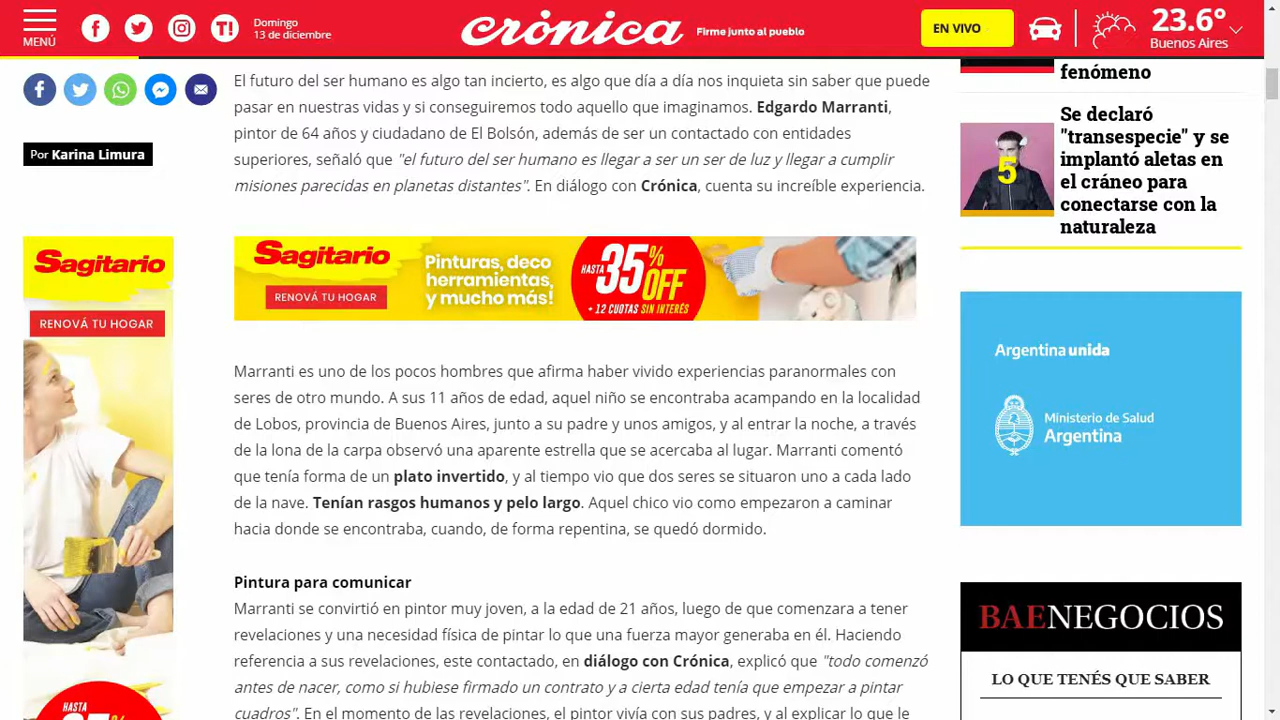 MENÚ
Domingo
13 de diciembre
crónica
Firme junto al pueblo
EN VIVO
23.6°
Buenos Aires
Por Karina Limura
El futuro del ser humano es algo tan incierto, es algo que día a día nos inquieta sin saber que puede
pasar en nuestras vidas y si conseguiremos todo aquello que imaginamos. Edgardo Marranti,
pintor de 64 años y ciudadano de El Bolsón, además de ser un contactado con entidades
superiores, señaló que "el futuro del ser humano es llegar a ser un ser de luz y llegar a cumplir
misiones parecidas en planetas distantes". En diálogo con Crónica, cuenta su increíble experiencia.
Sagitario
RENOVÁ TU HOGAR
HASTA
Sagitario
RENOVÁ TU HOGAR
Pinturas, deco
herramientas,
y mucho más!
HASTA 35% OFF
+ 12 CUOTAS SIN INTERÉS
Marranti es uno de los pocos hombres que afirma haber vivido experiencias paranormales con
seres de otro mundo. A sus 11 años de edad, aquel niño se encontraba acampando en la localidad
de Lobos, provincia de Buenos Aires, junto a su padre y unos amigos, y al entrar la noche, a través
de la lona de la carpa observó una aparente estrella que se acercaba al lugar. Marranti comentó
que tenía forma de un plato invertido, y al tiempo vio que dos seres se situaron uno a cada lado
de la nave. Tenían rasgos humanos y pelo largo. Aquel chico vio como empezaron a caminar
hacia donde se encontraba, cuando, de forma repentina, se quedó dormido.
Pintura para comunicar
Marranti se convirtió en pintor muy joven, a la edad de 21 años, luego de que comenzara a tener
revelaciones y una necesidad física de pintar lo que una fuerza mayor generaba en él. Haciendo
referencia a sus revelaciones, este contactado, en diálogo con Crónica, explicó que "todo comenzó
antes de nacer, como si hubiese firmado un contrato y a cierta edad tenía que empezar a pintar
cuadros". En el momento de las revelaciones, el pintor vivía con sus padres, y al explicar lo que le
fenómeno
5
Se declaró
"transespecie" y se
implantó aletas en
el cráneo para
conectarse con la
naturaleza
Argentina unida
Ministerio de Salud
Argentina
BAENEGOCIOS
LO QUE TENÉS QUE SABER